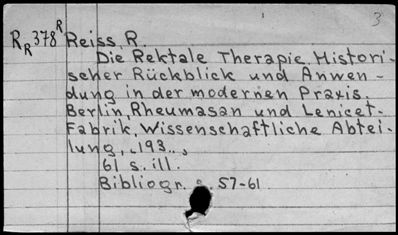 3
RR378R Reiss, R.
Die Rektale Therapie. Histori-
scher Rückblick und Anwen-
dung in der modernen Praxis.
Berlin, Rheumasan und Lenicet-
Fabrik, Wissenschaftliche Abtei-
lung, .193..,
61 s. ill.
Bibliogr. : 57-61.